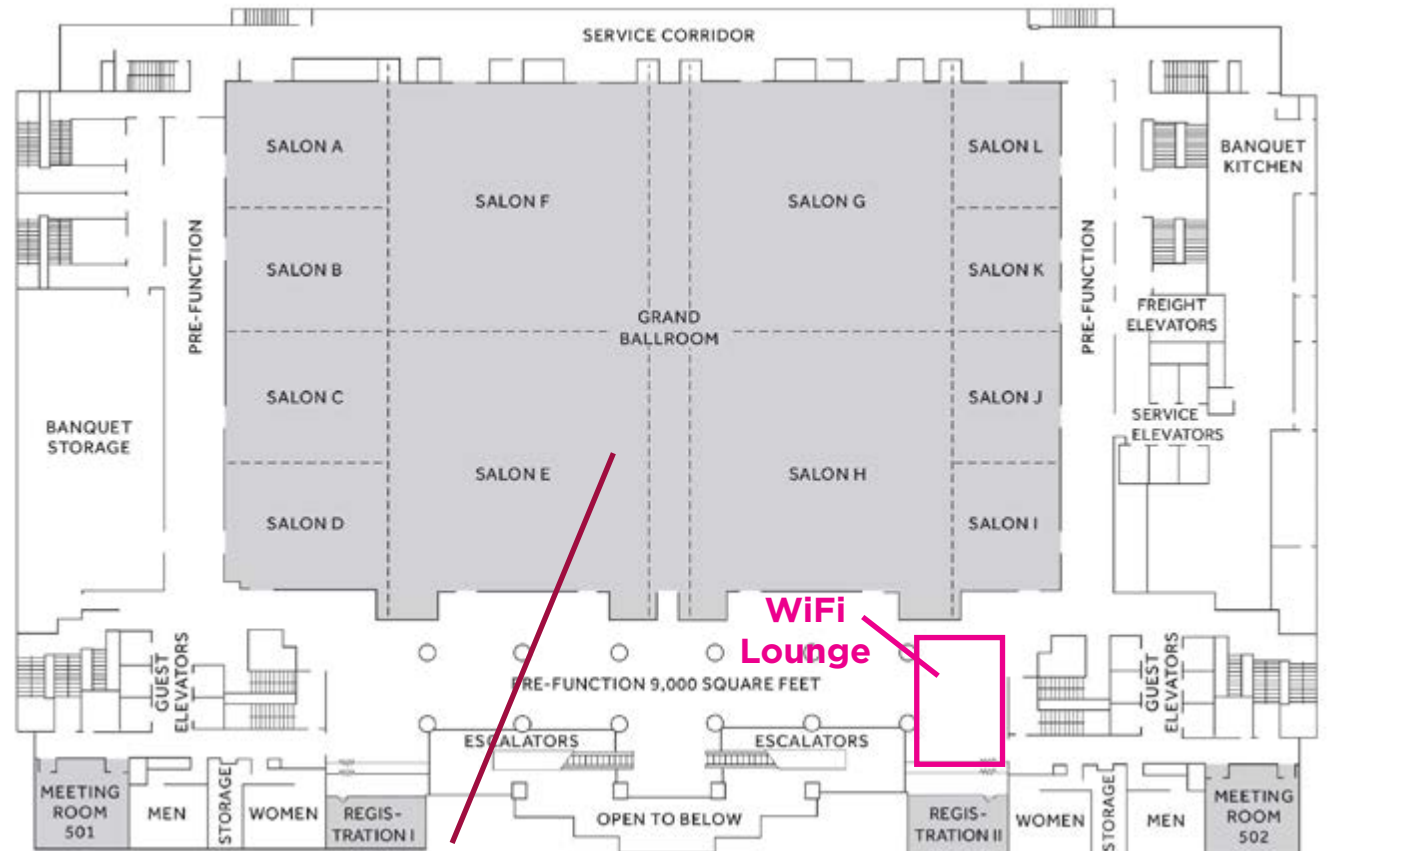 SERVICE CORRIDOR
SALON A
SALON L
BANQUET
KITCHEN
SALON F
SALON G
PRE-FUNCTION
SALON B
SALON K
PRE-FUNCTION
FREIGHT
ELEVATORS
GRAND
BALLROOM
SALON C
SALON J
BANQUET
STORAGE
SERVICE
ELEVATORS
SALON E
SALON H
SALON D
SALON I
WiFi
Lounge
GUEST
ELEVATORS
PRE-FUNCTION 9,000 SQUARE FEET
GUEST
ELEVATORS
ESCALATORS
ESCALATORS
MEETING
ROOM
501
MEN
STORAGE
WOMEN
REGIS-
TRATION I
OPEN TO BELOW
REGIS-
TRATION II
WOMEN
STORAGE
MEN
MEETING
ROOM
502